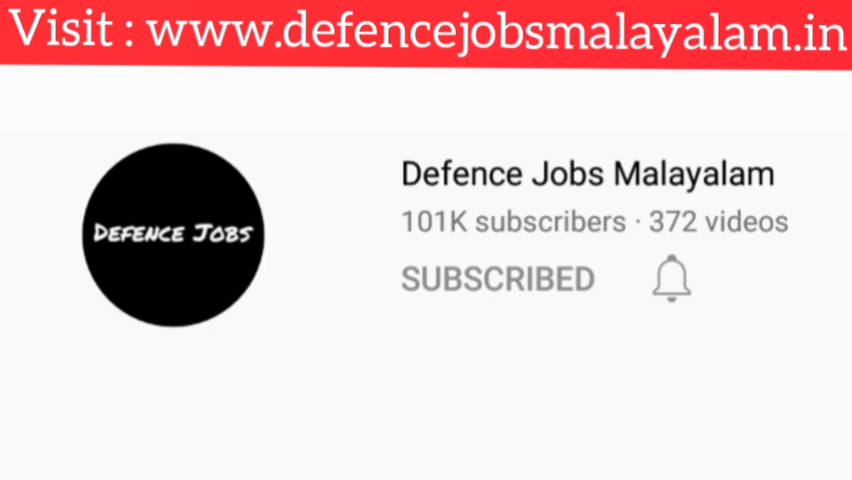 Visit : www.defencejobsmalayalam.in
DEFENCE JOBS
Defence Jobs Malayalam
101K subscribers · 372 videos
SUBSCRIBED